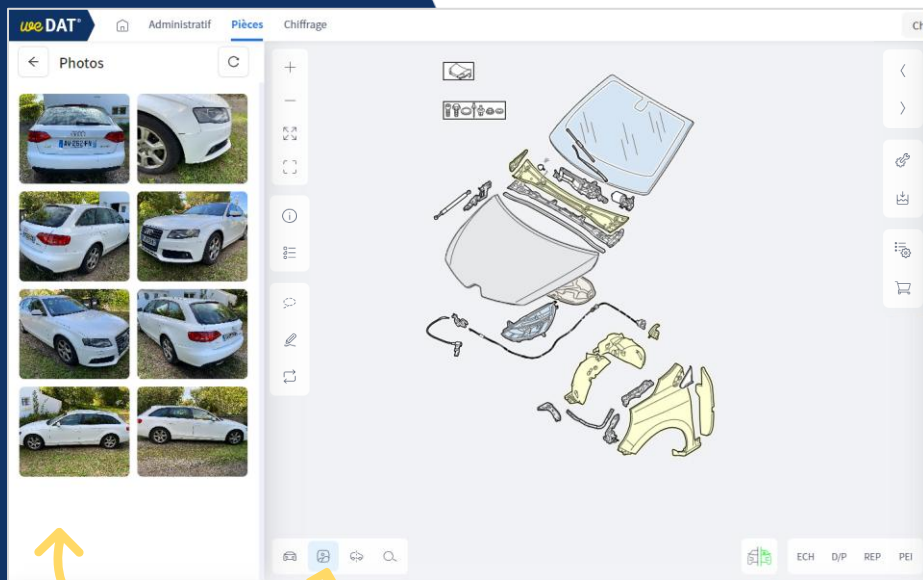 weDAT®
Administratif
Pièces
Chiffrage
Ch
Photos
ECH
D/P
REP
PEI